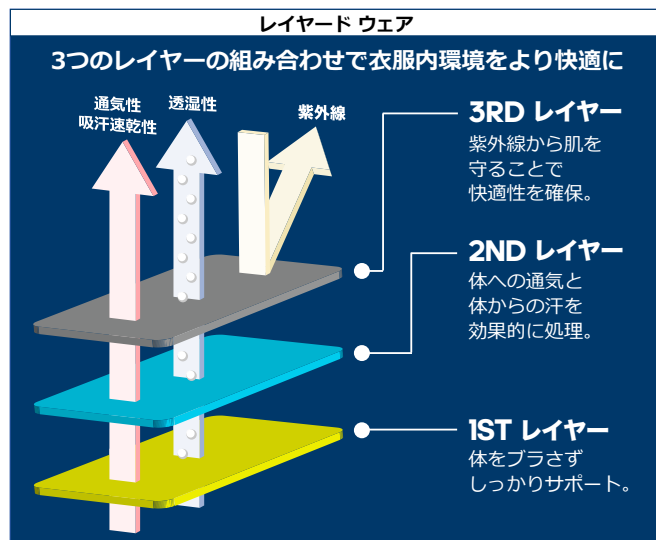 レイヤード ウェア
3つのレイヤーの組み合わせで衣服内環境をより快適に
通気性
吸汗速乾性
透湿性
紫外線
3RD レイヤー
紫外線から肌を
守ることで
快適性を確保。
2ND レイヤー
体への通気と
体からの汗を
効果的に処理。
1ST レイヤー
体をブラさず
しっかりサポート。